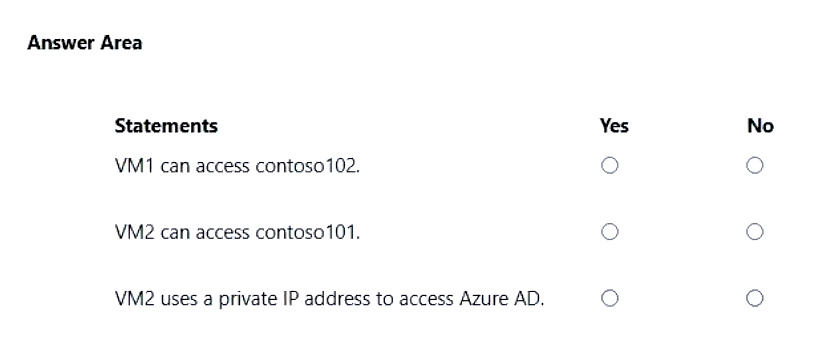 Answer Area
Statements Yes No
VM1 can access contoso102.
VM2 can access contoso101.
VM2 uses a private IP address to access Azure AD.